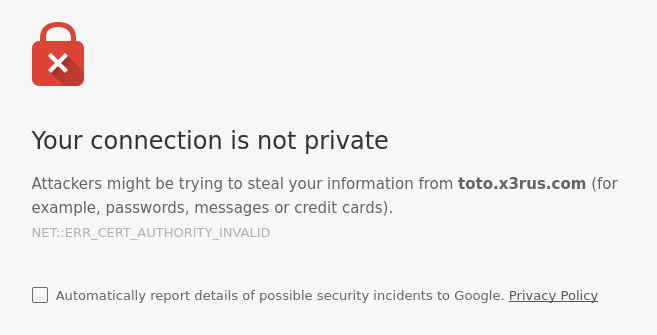 Your connection is not private
Attackers might be trying to steal your information from toto.x3rus.com (for
example, passwords, messages or credit cards).
NET::ERR_CERT_AUTHORITY_INVALID
Automatically report details of possible security incidents to Google. Privacy Policy